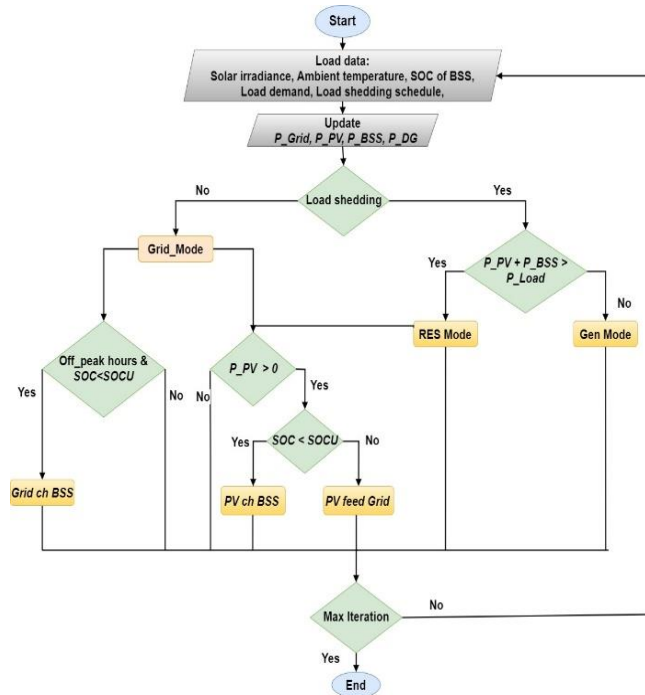 Start
Load data:
Solar irradiance, Ambient temperature, SOC of BSS,
Load demand, Load shedding schedule,
Update
P_Grid, P_PV, P_BSS, P_DG
No
Load shedding
Yes
Grid_Mode
Yes
P_PV + P_BSS >
P_Load
No
RES Mode
Gen Mode
Off_peak hours &
SOC<SOCU
Yes
No
P_PV > 0
No
Yes
Yes
SOC < SOCU
No
Grid ch BSS
PV ch BSS
PV feed Grid
Max Iteration
No
Yes
End